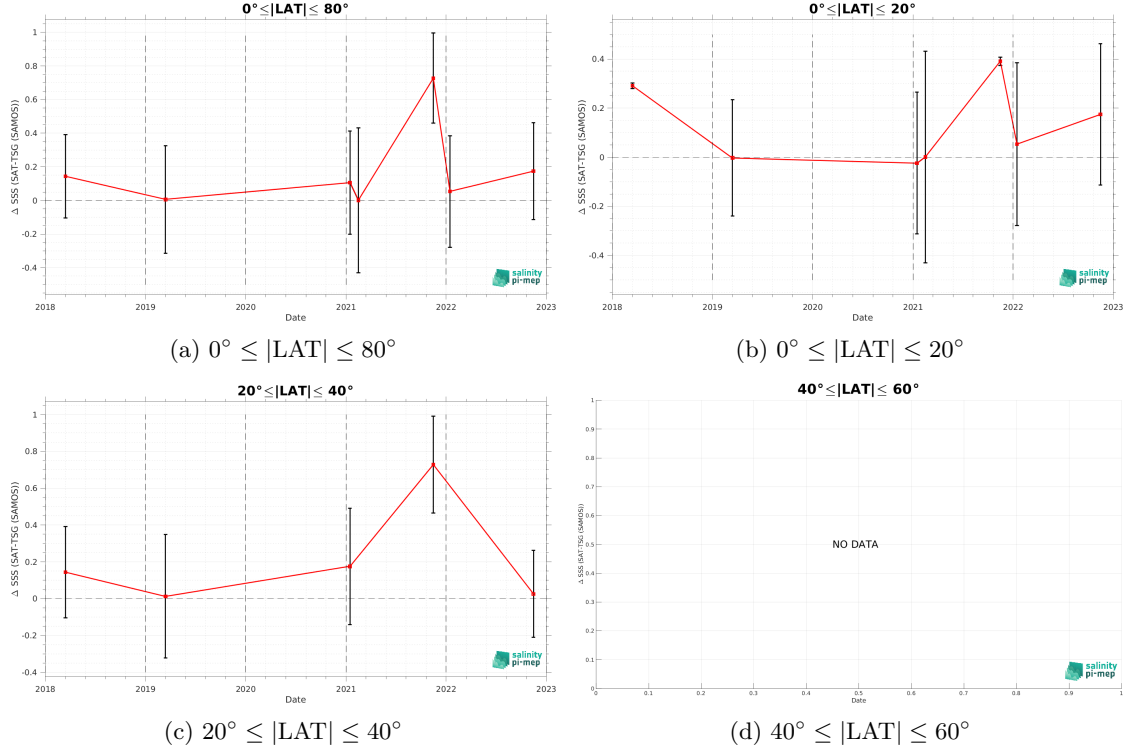 0°≤|LAT|≤ 80°
Δ SSS (SAT-TSG (SAMOS))
1
0.8
0.6
0.4
0.2
0
-0.2
-0.4
2018 2019 2020 2021 2022 2023
Date
salinity
pi-mep
(a) 0° ≤ |LAT| ≤ 80°
0°≤|LAT|≤ 20°
Δ SSS (SAT-TSG (SAMOS))
0.4
0.2
0
-0.2
-0.4
2018 2019 2020 2021 2022 2023
Date
salinity
pi-mep
(b) 0° ≤ |LAT| ≤ 20°
20°≤|LAT|≤ 40°
Δ SSS (SAT-TSG (SAMOS))
1
0.8
0.6
0.4
0.2
0
-0.2
-0.4
2018 2019 2020 2021 2022 2023
Date
salinity
pi-mep
(c) 20° ≤ |LAT| ≤ 40°
40°≤|LAT|≤ 60°
Δ SSS (SAT-TSG (SAMOS))
1
0.9
0.8
0.7
0.6
0.5
0.4
0.3
0.2
0.1
0
NO DATA
0 0.1 0.2 0.3 0.4 0.5 0.6 0.7 0.8 0.9 1
Date
salinity
pi-mep
(d) 40° ≤ |LAT| ≤ 60°